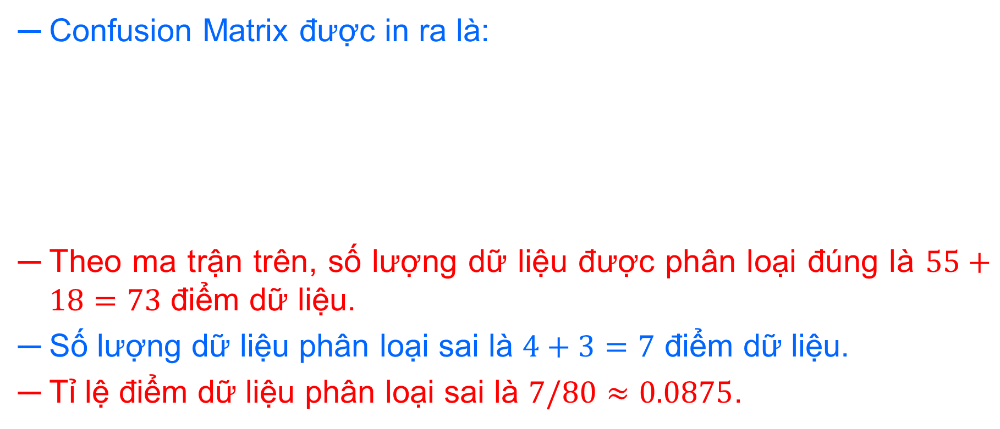 ─ Confusion Matrix được in ra là:
─ Theo ma trận trên, số lượng dữ liệu được phân loại đúng là 55 +
18 = 73 điểm dữ liệu.
─ Số lượng dữ liệu phân loại sai là 4 + 3 = 7 điểm dữ liệu.
─ Tỉ lệ điểm dữ liệu phân loại sai là 7/80 ≈ 0.0875.